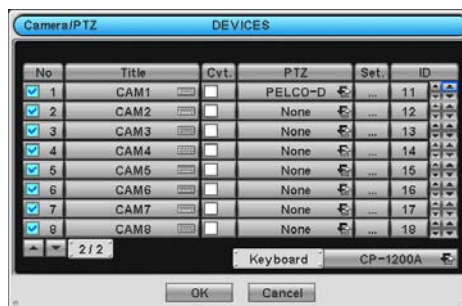 Camera/PTZ DEVICES
No Title Cvt. PTZ Set. ID
1 CAM1 PELCO-D ... 11
2 CAM2 None ... 12
3 CAM3 None ... 13
4 CAM4 None ... 14
5 CAM5 None ... 15
6 CAM6 None ... 16
7 CAM7 None ... 17
8 CAM8 None ... 18
2/2
Keyboard CP-1200A
OK Cancel